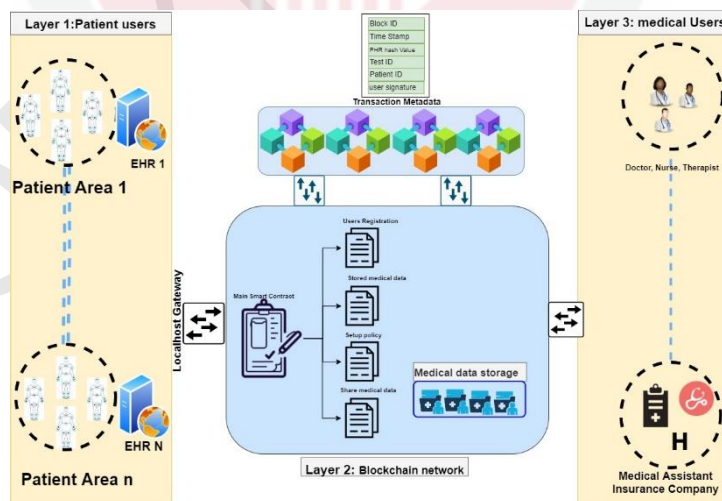 Layer 1:Patient users
EHR 1
Patient Area 1
EHR N
Patient Area n
Localhost Gateway
Block ID
Time Stamp
PHR hash Value
Test ID
Patient ID
user signature
Transaction Metadata
Users Registration
Stored medical data
Main Smart Contract
Setup policy
Share medical data
Medical data storage
Layer 2: Blockchain network
Layer 3: medical Users
Doctor, Nurse, Therapist
H
Medical Assistant
Insurance Company